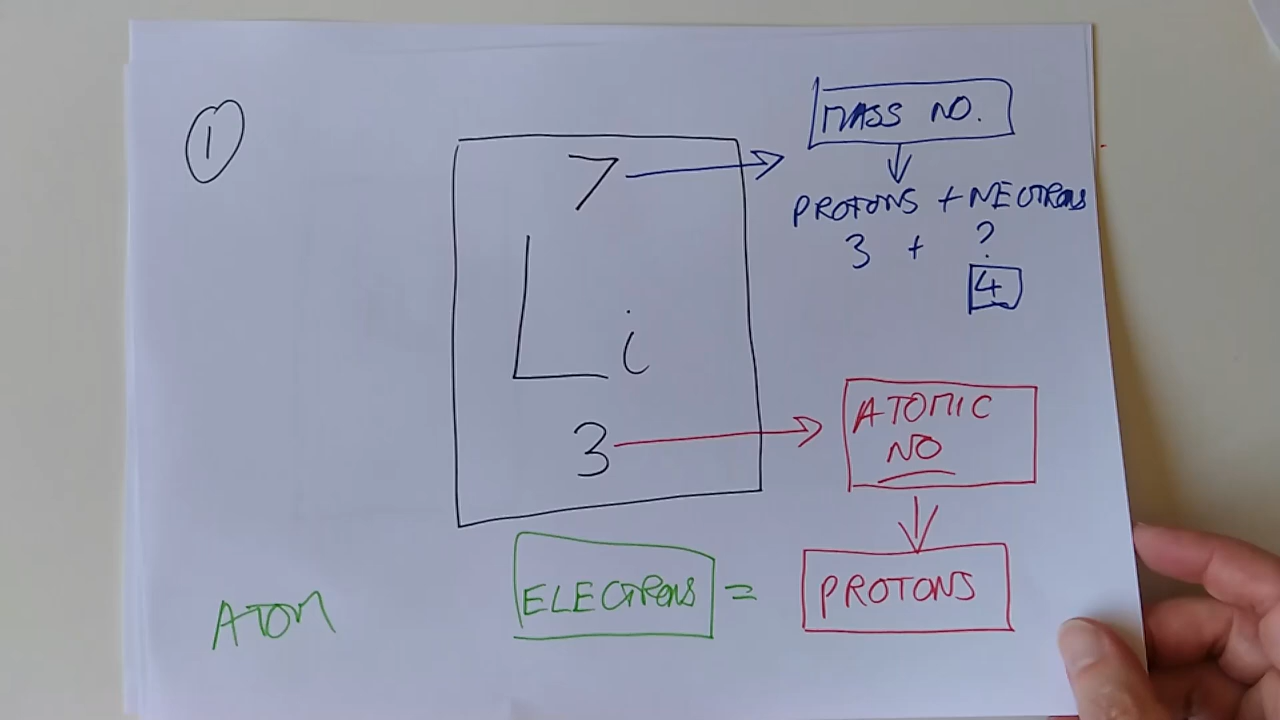 1
7
MASS NO.
PROTONS + NEUTRONS
3 + ?
4
Li
3
ATOMIC
NO
ATOM
ELECTRONS =
PROTONS